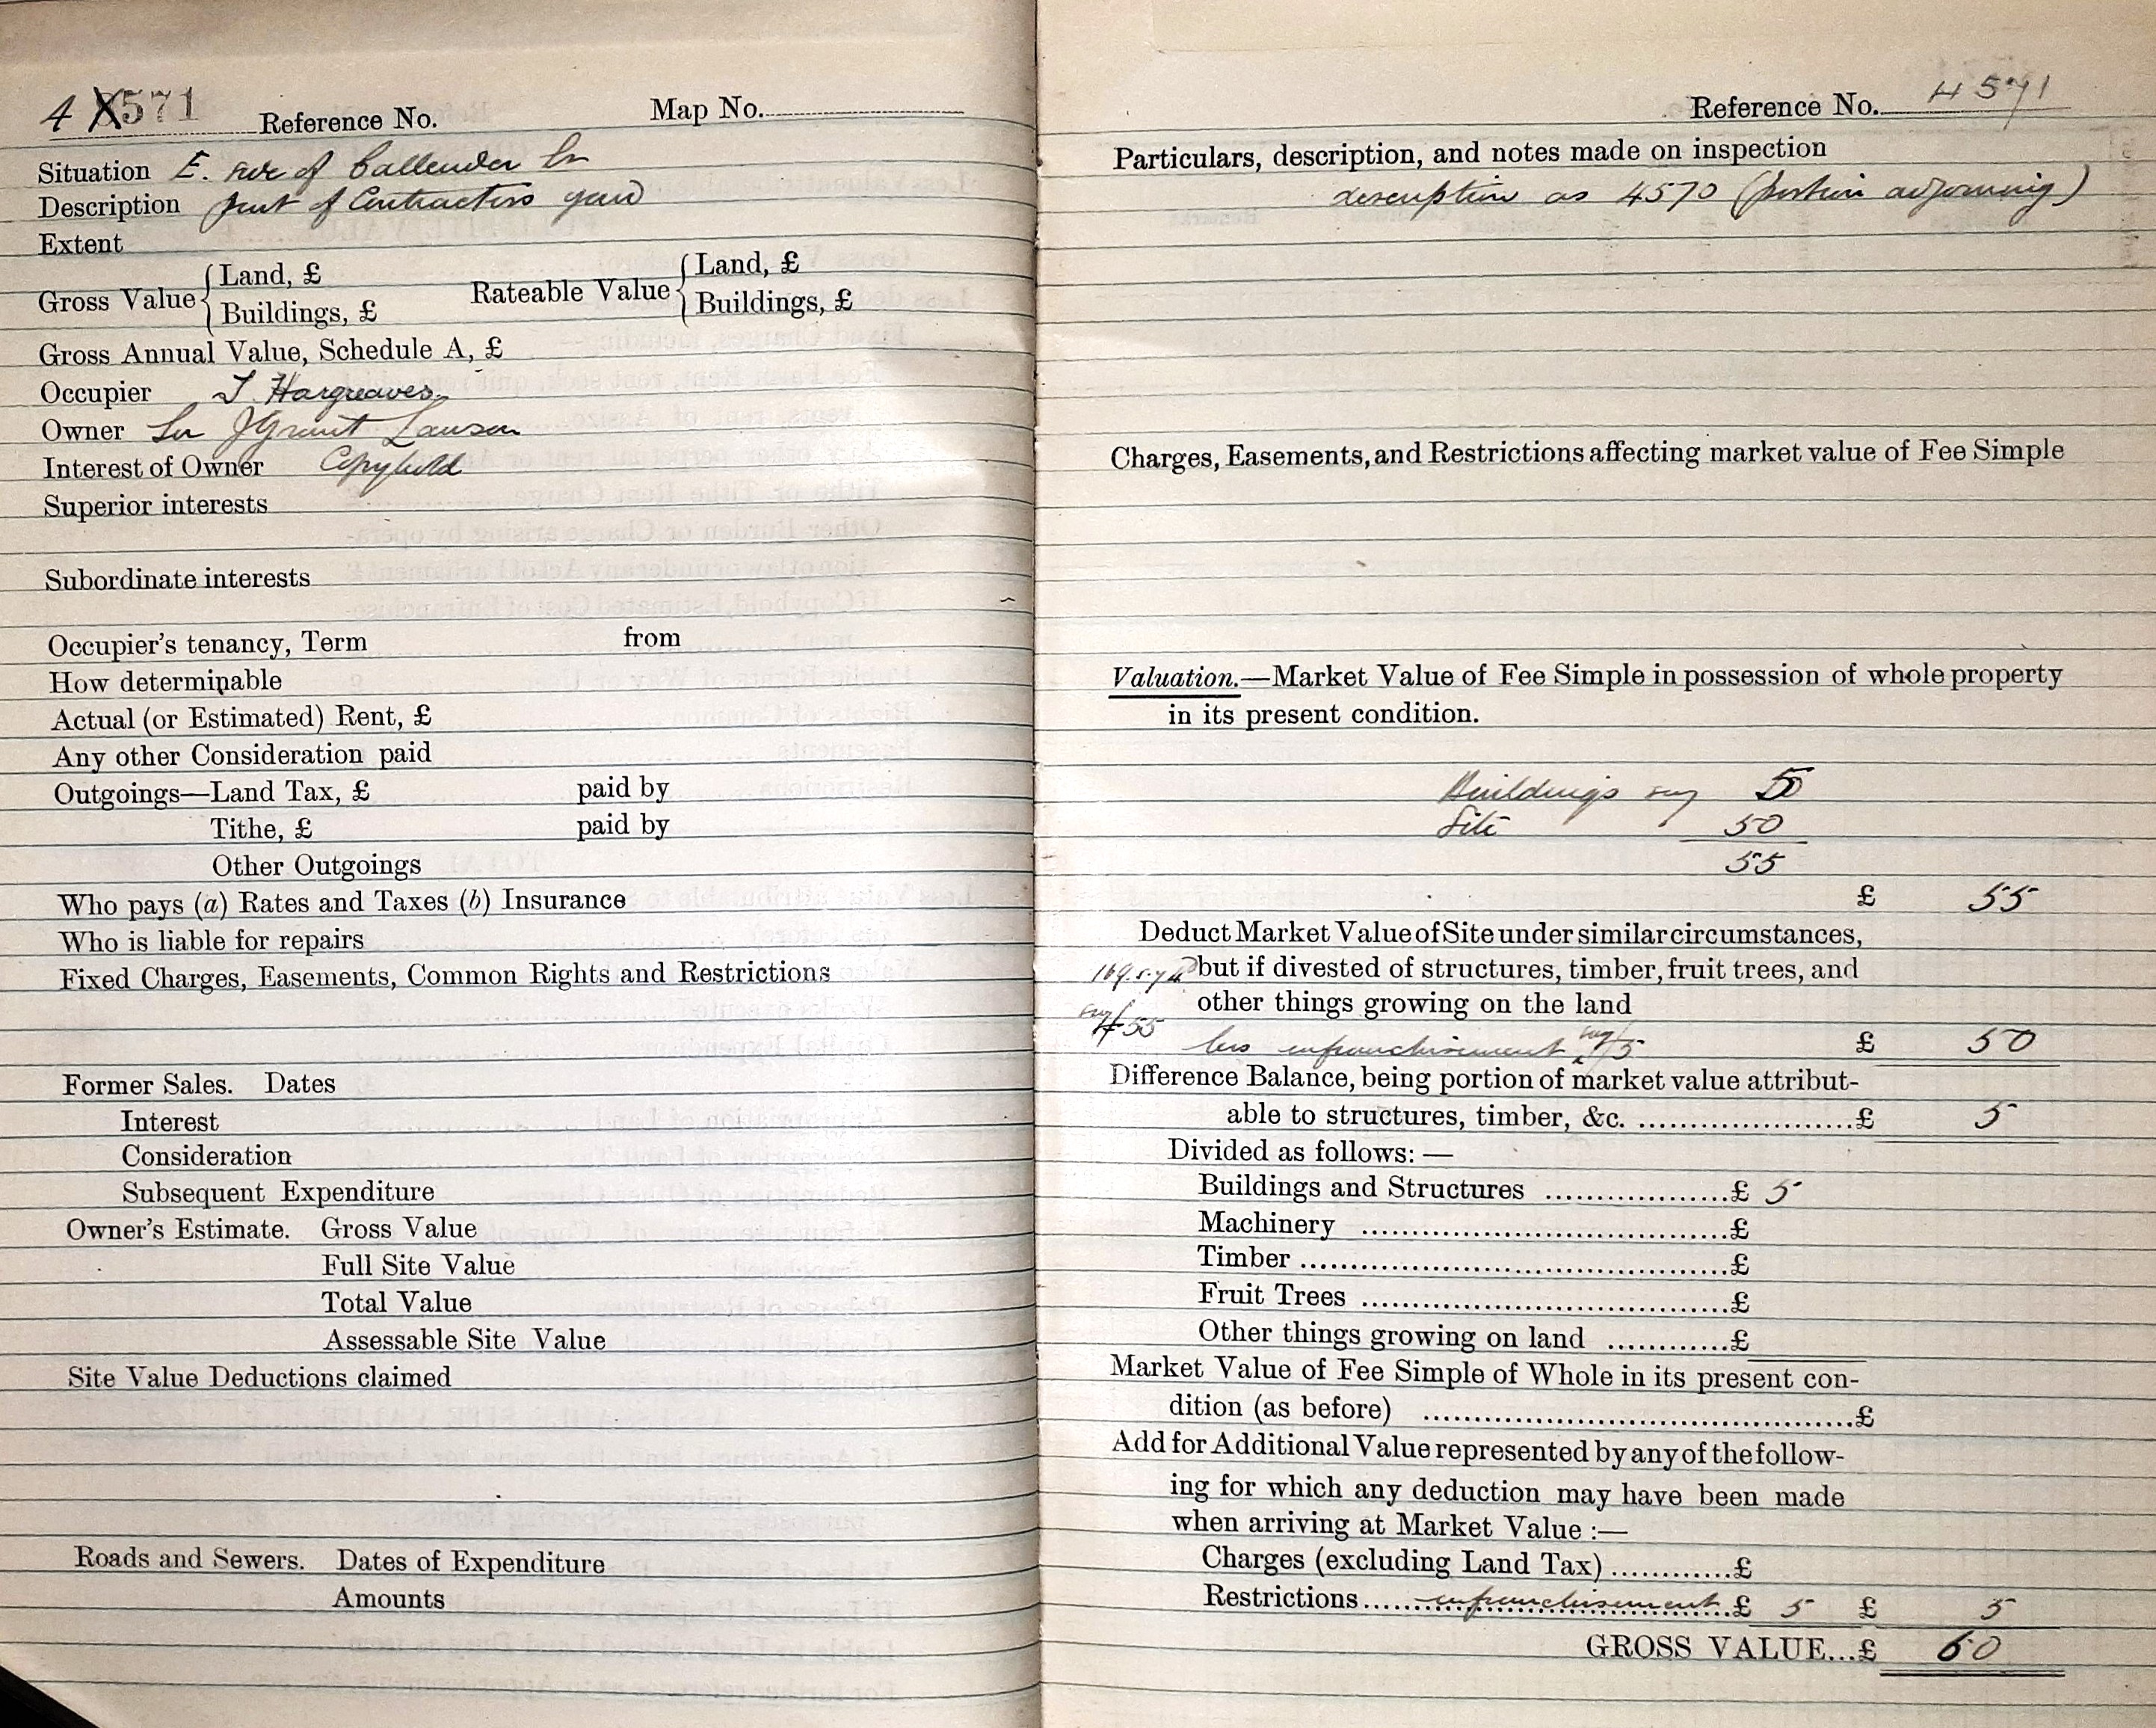 4 X571 Reference No. Map No.
Situation E. side of Callender Ln
Description Part of Contractors yard
Extent
Gross Value { Land, £
Buildings, £
Rateable Value { Land, £
Buildings, £
Gross Annual Value, Schedule A, £
Occupier T. Hargreaves.
Owner Sir J Grant Lawson
Interest of Owner Copyhold
Superior interests
Subordinate interests
Occupier's tenancy, Term from
How determinable
Actual (or Estimated) Rent, £
Any other Consideration paid
Outgoings—Land Tax, £ paid by
Tithe, £ paid by
Other Outgoings
Who pays (a) Rates and Taxes (b) Insurance
Who is liable for repairs
Fixed Charges, Easements, Common Rights and Restrictions
Former Sales. Dates
Interest
Consideration
Subsequent Expenditure
Owner's Estimate. Gross Value
Full Site Value
Total Value
Assessable Site Value
Site Value Deductions claimed
Roads and Sewers. Dates of Expenditure
Amounts
Reference No. 4571
Particulars, description, and notes made on inspection
description as 4570 (portion adjoining)
Charges, Easements, and Restrictions affecting market value of Fee Simple
Valuation.—Market Value of Fee Simple in possession of whole property
in its present condition.
Buildings say 5
Site 50
55
£ 55
Deduct Market Value of Site under similar circumstances,
but if divested of structures, timber, fruit trees, and
169 s.y.
other things growing on the land
say £55
less enfranchisement say £5 £ 50
Difference Balance, being portion of market value attribut-
able to structures, timber, &c. £ 5
Divided as follows:—
Buildings and Structures £ 5
Machinery £
Timber £
Fruit Trees £
Other things growing on land £
Market Value of Fee Simple of Whole in its present con-
dition (as before) £
Add for Additional Value represented by any of the follow-
ing for which any deduction may have been made
when arriving at Market Value :—
Charges (excluding Land Tax) £
Restrictions enfranchisement £ 5 £ 5
GROSS VALUE...£ 60